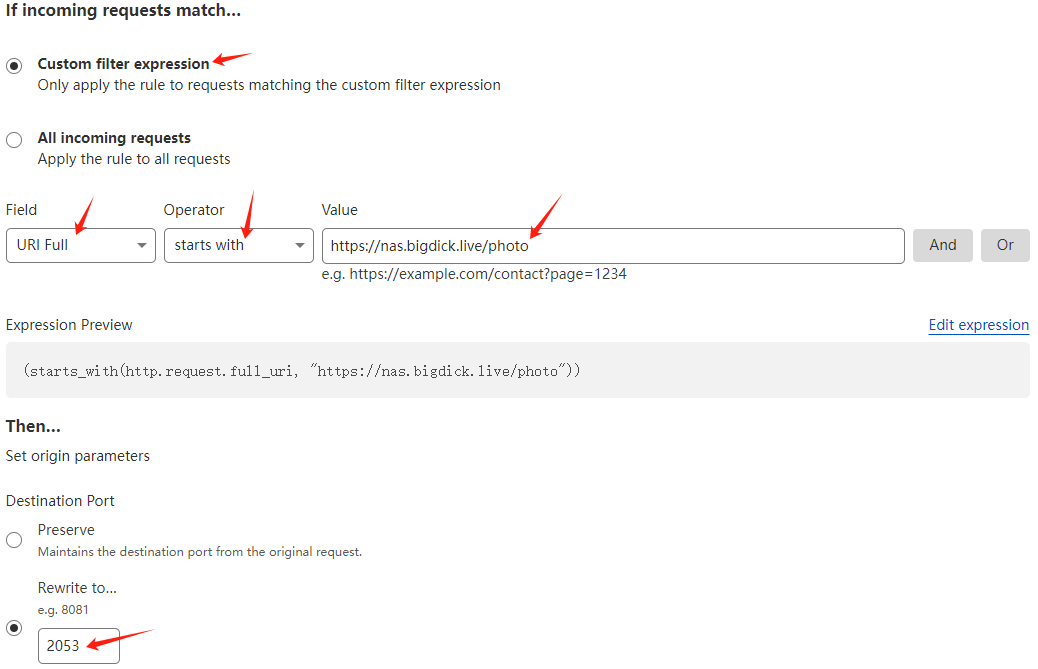 If incoming requests match...
Custom filter expression
Only apply the rule to requests matching the custom filter expression
All incoming requests
Apply the rule to all requests
Field Operator Value
URI Full starts with https://nas.bigdick.live/photo And Or
e.g. https://example.com/contact?page=1234
Expression Preview Edit expression
(starts_with(http.request.full_uri, "https://nas.bigdick.live/photo"))
Then...
Set origin parameters
Destination Port
Preserve
Maintains the destination port from the original request.
Rewrite to...
e.g. 8081
2053